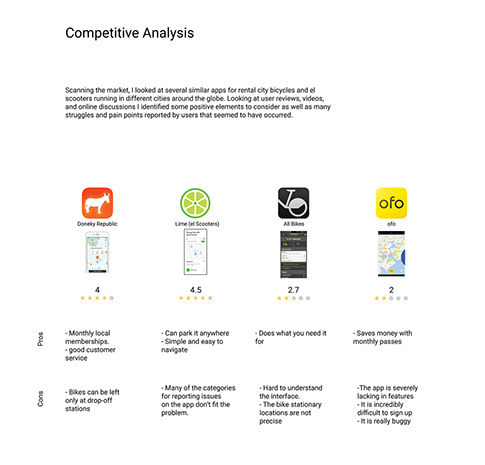 Competitive Analysis
Scanning the market, I looked at several similar apps for rental city bicycles and el
scooters running in different cities around the globe. Looking at user reviews, videos,
and online discussions I identified some positive elements to consider as well as many
struggles and pain points reported by users that seemed to have occurred.
ofo
Doneky Republic
Lime (el Scooters)
All Bikes
ofo
4
4.5
2.7
2
Pros
- Monthly local
memberships.
- good customer
service
- Can park it anywhere
- Simple and easy to
navigate
- Does what you need it
for
- Saves money with
monthly passes
Cons
- Bikes can be left
only at drop-off
stations
- Many of the categories
for reporting issues
on the app don't fit the
problem.
- Hard to understand
the interface.
- The bike stationary
locations are not
precise
-The app is severely
lacking in features
- It is incredibly
difficult to sign up
- It is really buggy